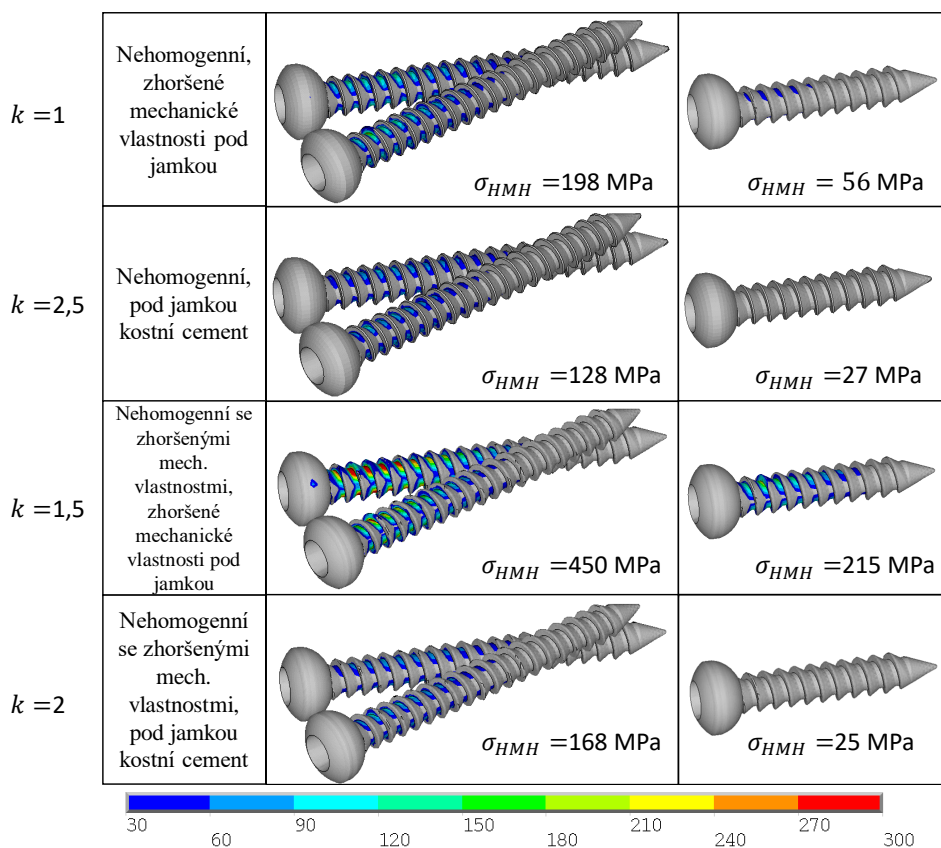 k =1
Nehomogenní,
zhoršené
mechanické
vlastnosti pod
jamkou
σHMH =198 MPa
σHMH = 56 MPa
k =2,5
Nehomogenní,
pod jamkou
kostní cement
σHMH =128 MPa
σHMH =27 MPa
k =1,5
Nehomogenní se
zhoršenými
mech.
vlastnostmi,
zhoršené
mechanické
vlastnosti pod
jamkou
σHMH =450 MPa
σHMH =215 MPa
k =2
Nehomogenní
se zhoršenými
mech.
vlastnostmi,
pod jamkou
kostní cement
σHMH =168 MPa
σHMH =25 MPa
30 90 150 210 270
60 120 180 240 300